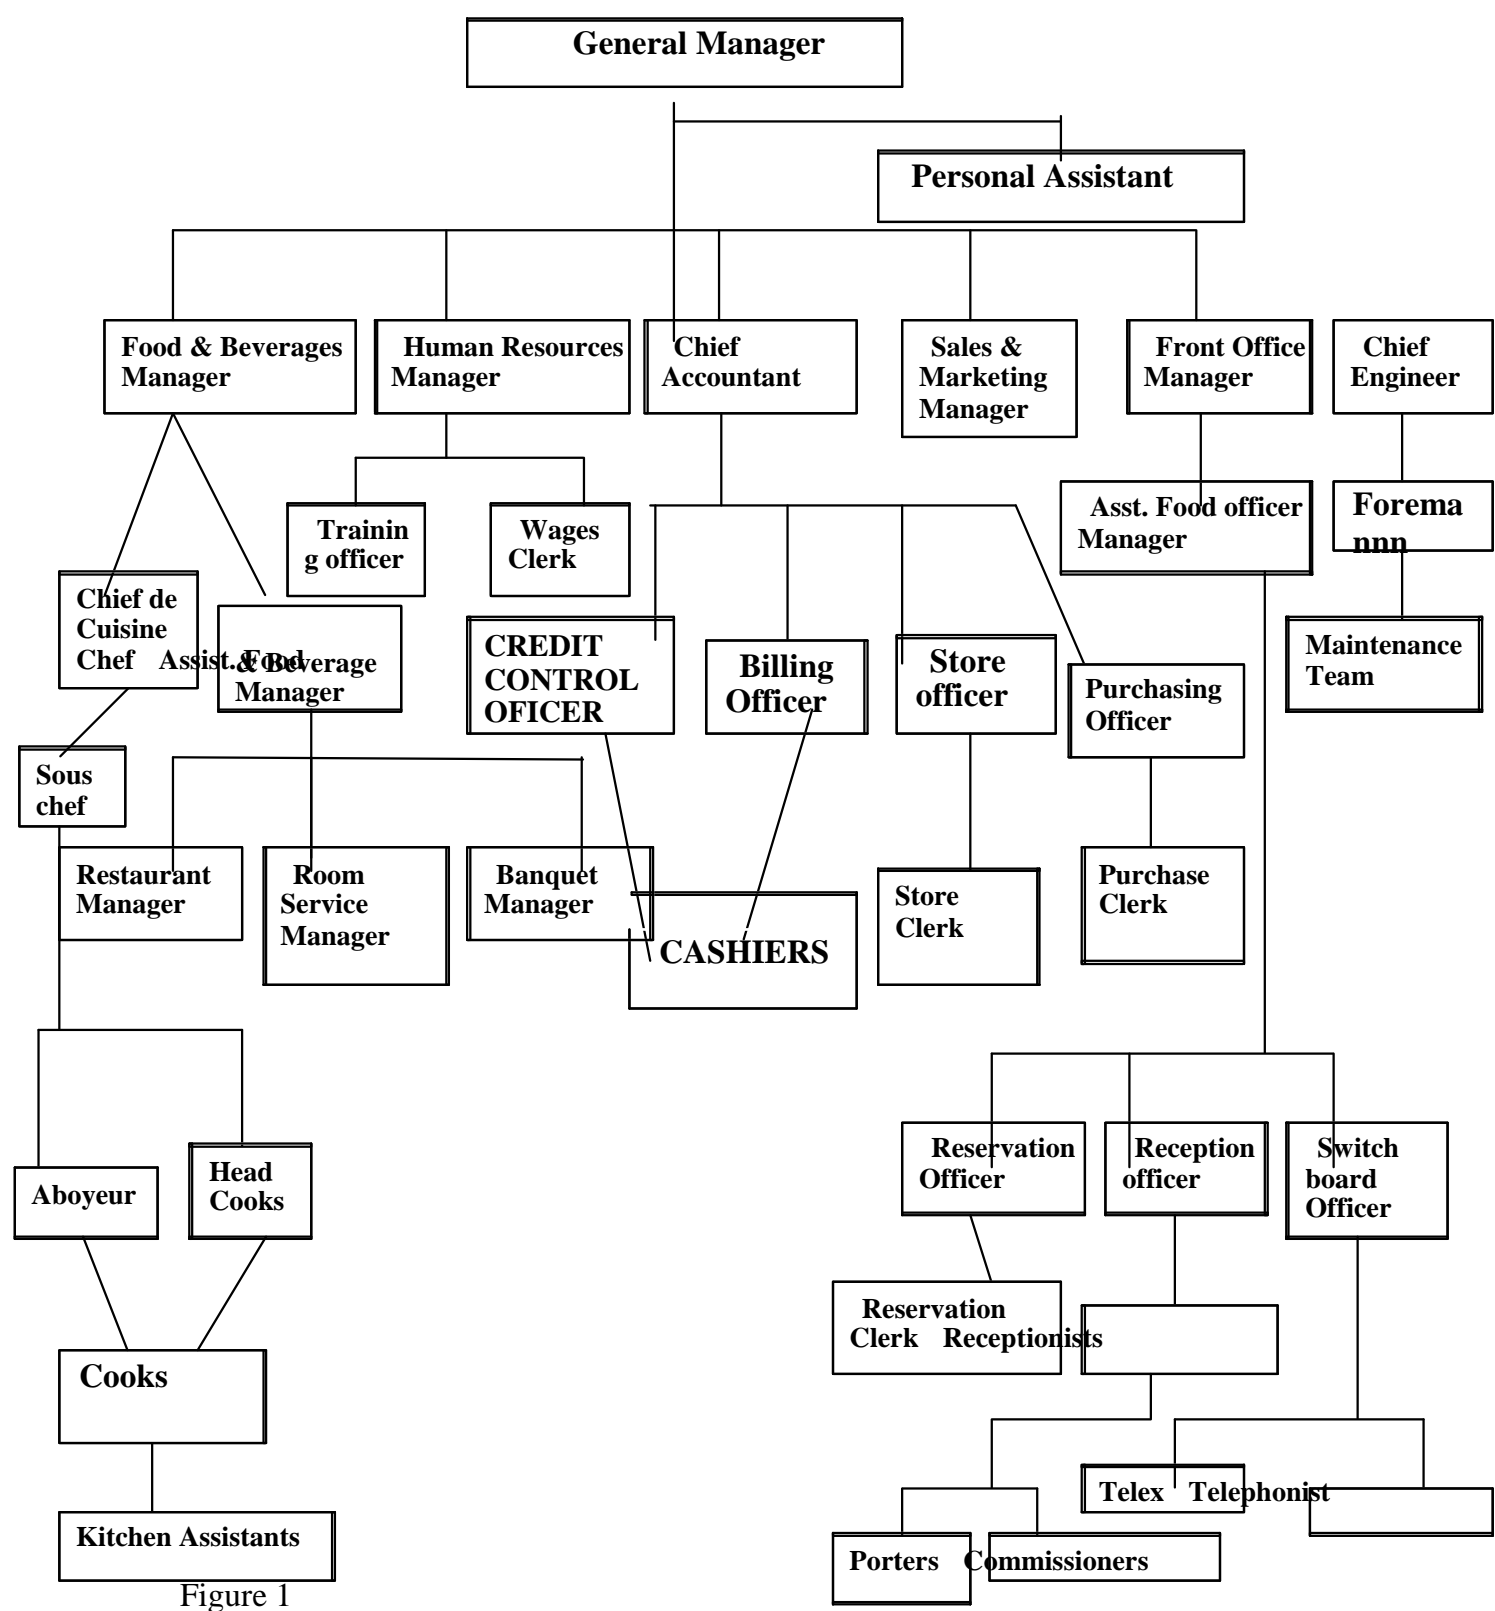 General Manager
Personal Assistant
Food & Beverages
Manager
Human Resources
Manager
Chief
Accountant
Sales &
Marketing
Manager
Front Office
Manager
Chief
Engineer
Trainin
g officer
Wages
Clerk
Asst. Food officer
Manager
Forema
nnn
Chief de
Cuisine
Chef Assist. Food
& Beverage
Manager
CREDIT
CONTROL
OFICER
Billing
Officer
Store
officer
Purchasing
Officer
Maintenance
Team
Sous
chef
Restaurant
Manager
Room
Service
Manager
Banquet
Manager
CASHIERS
Store
Clerk
Purchase
Clerk
Aboyeur
Head
Cooks
Reservation
Officer
Reception
officer
Switch
board
Officer
Reservation
Clerk Receptionists
Cooks
Telex Telephonist
Kitchen Assistants
Porters Commissioners
Figure 1